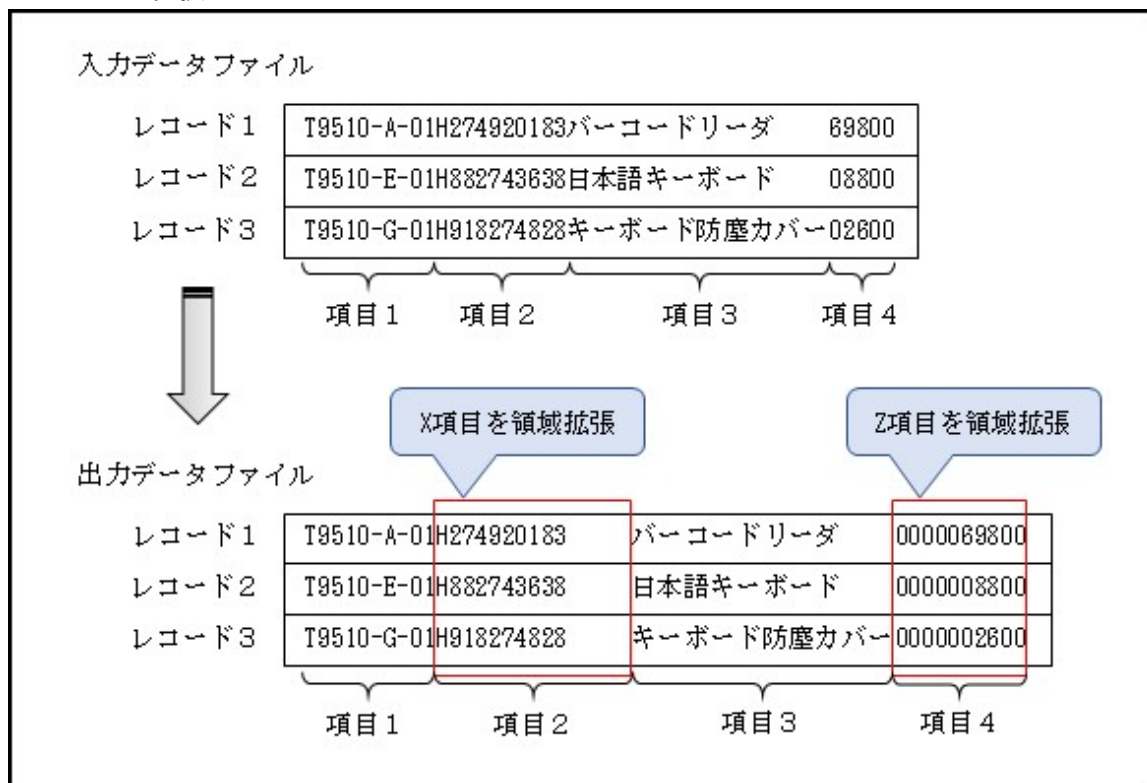 入力データファイル
レコード1 T9510-A-01H274920183バーコードリーダ 69800
レコード2 T9510-E-01H882743638日本語キーボード 08800
レコード3 T9510-G-01H918274828キーボード防塵カバー02600
項目1 項目2 項目3 項目4
X項目を領域拡張 Z項目を領域拡張
出力データファイル
レコード1 T9510-A-01H274920183 バーコードリーダ 0000069800
レコード2 T9510-E-01H882743638 日本語キーボード 0000008800
レコード3 T9510-G-01H918274828 キーボード防塵カバー0000002600
項目1 項目2 項目3 項目4